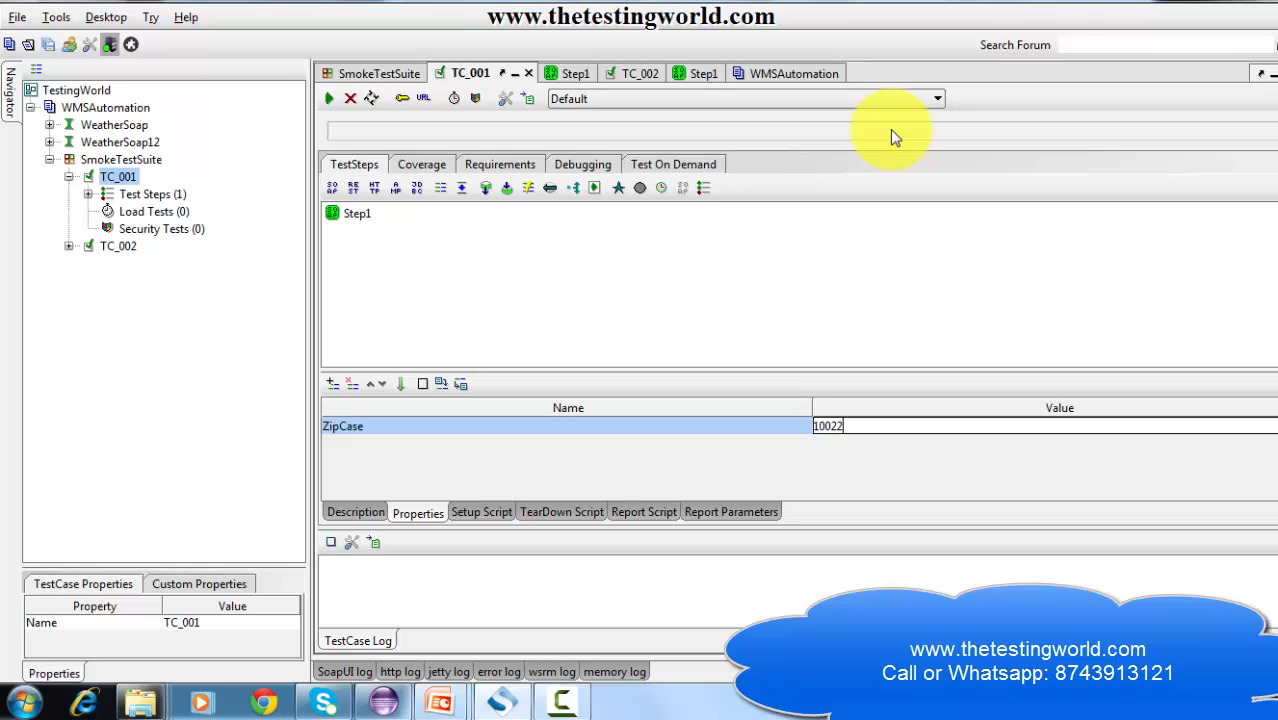 File Tools Desktop Try Help
www.thetestingworld.com
Search Forum
Navigator
TestingWorld
WMSAutomation
WeatherSoap
WeatherSoap12
SmokeTestSuite
TC_001
Test Steps (1)
Load Tests (0)
Security Tests (0)
TC_002
SmokeTestSuite TC_001 Step1 TC_002 Step1 WMSAutomation
URL Default
TestSteps Coverage Requirements Debugging Test On Demand
Step1
Name Value
ZipCase 10022
Description Properties Setup Script TearDown Script Report Script Report Parameters
TestCase Log
TestCase Properties Custom Properties
Property Value
Name TC_001
Properties
SoapUI log http log jetty log error log wsrm log memory log
www.thetestingworld.com
Call or Whatsapp: 8743913121